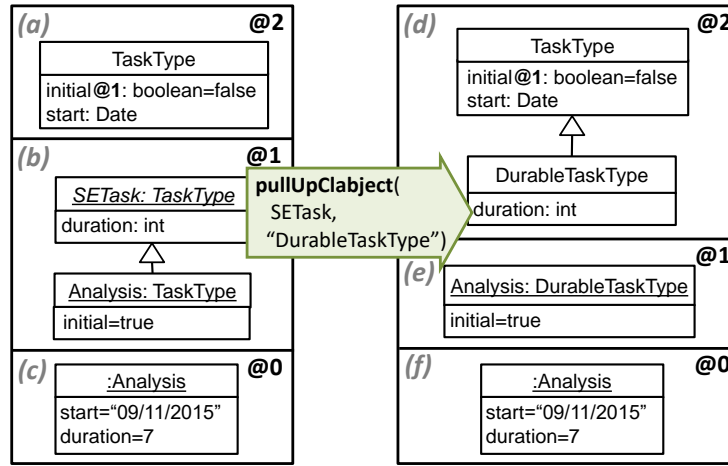 (a)
@2
TaskType
initial@1: boolean=false
start: Date
(b)
@1
SETask: TaskType
duration: int
Analysis: TaskType
initial=true
(c)
@0
:Analysis
start=“09/11/2015”
duration=7
pullUpClabject(
SETask,
“DurableTaskType”)
(d)
@2
TaskType
initial@1: boolean=false
start: Date
DurableTaskType
duration: int
(e)
@1
Analysis: DurableTaskType
initial=true
(f)
@0
:Analysis
start=“09/11/2015”
duration=7